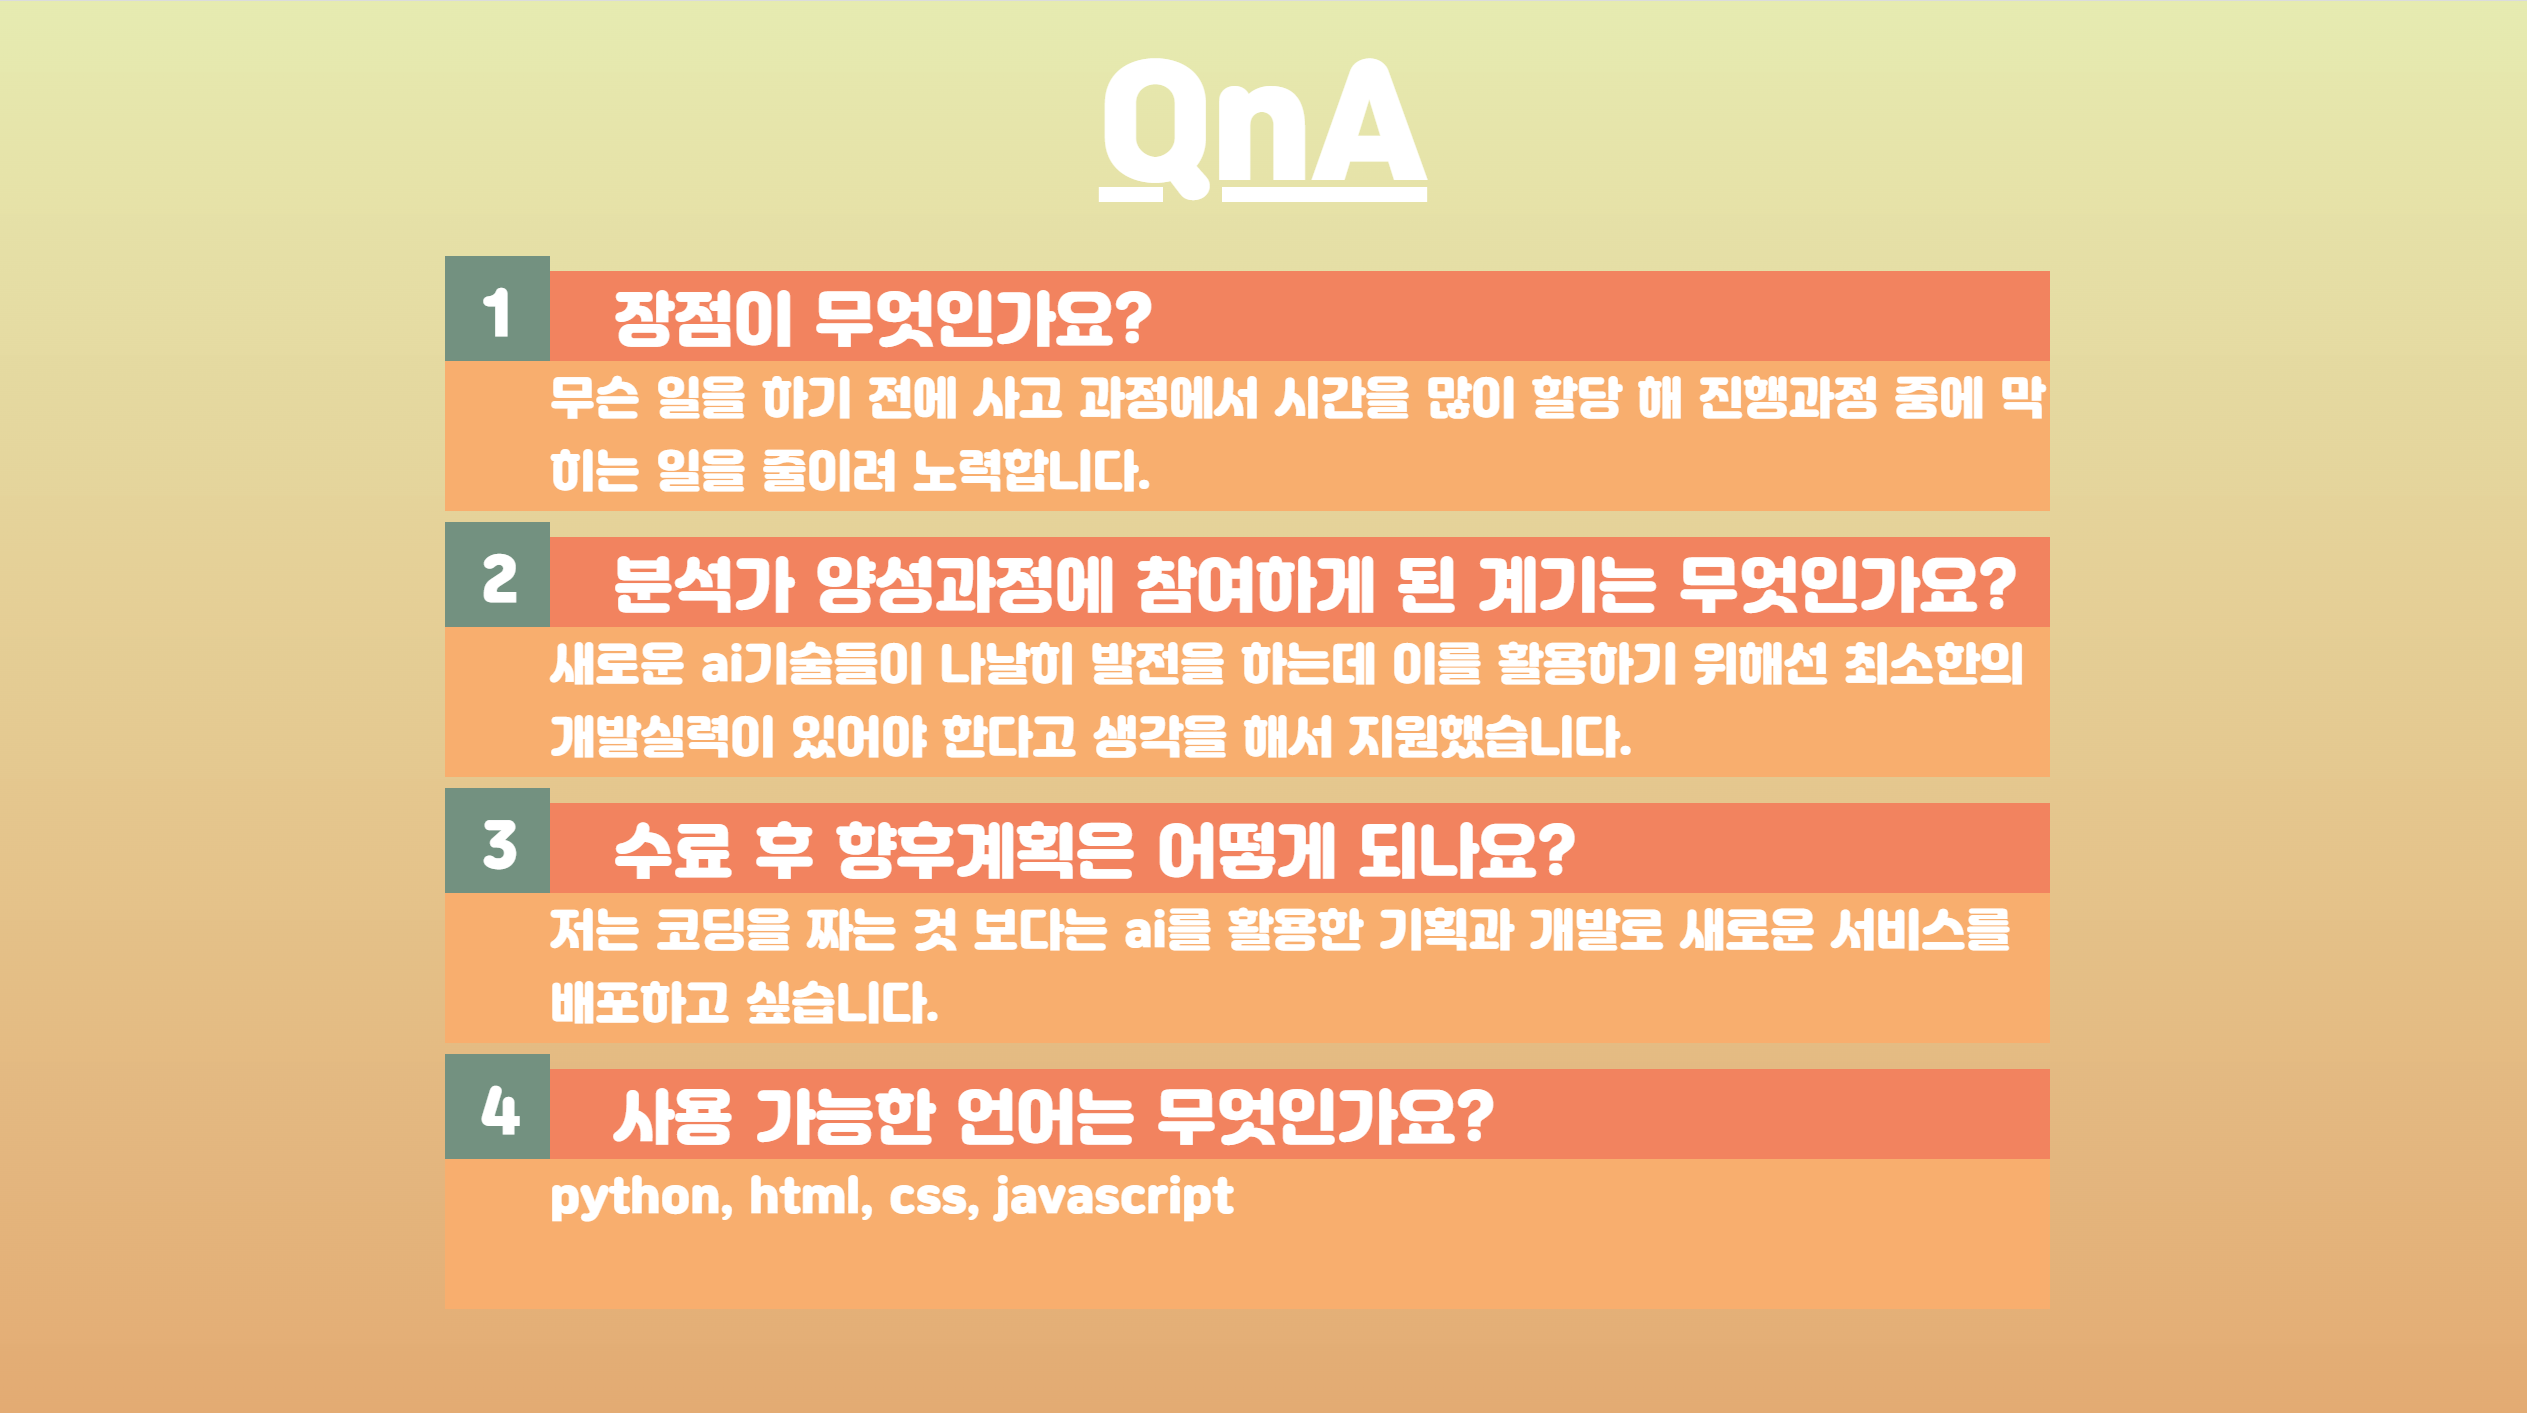 QnA
1
장점이 무엇인가요?
무슨 일을 하기 전에 사고 과정에서 시간을 많이 할당 해 진행과정 중에 막
히는 일을 줄이려 노력합니다.
2
분석가 양성과정에 참여하게 된 계기는 무엇인가요?
새로운 ai기술들이 나날히 발전을 하는데 이를 활용하기 위해선 최소한의
개발실력이 있어야 한다고 생각을 해서 지원했습니다.
3
수료 후 향후계획은 어떻게 되나요?
저는 코딩을 짜는 것 보다는 ai를 활용한 기획과 개발로 새로운 서비스를
배포하고 싶습니다.
4
사용 가능한 언어는 무엇인가요?
python, html, css, javascript